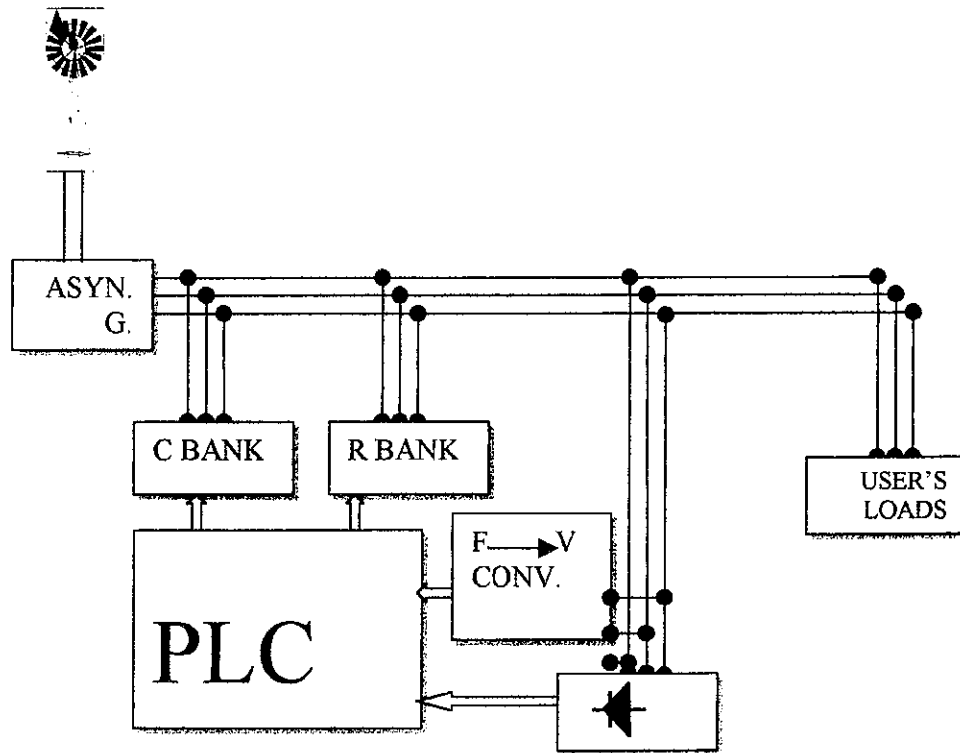 ASYN.
G.
C BANK
R BANK
USER'S
LOADS
F V
CONV.
PLC